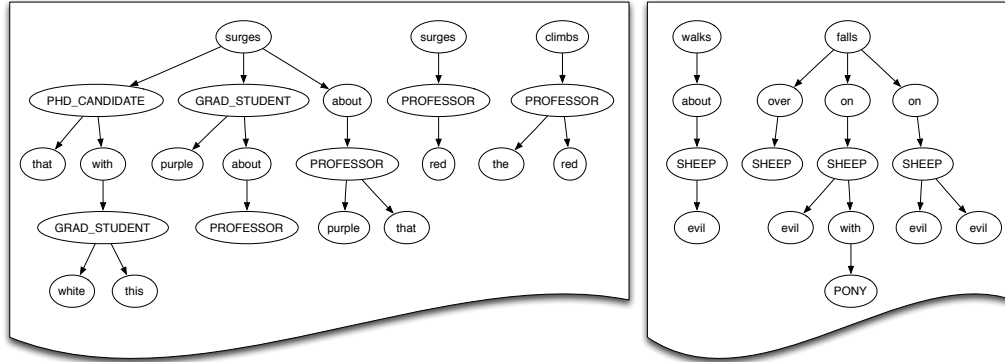 surges surges climbs walks falls
PHD_CANDIDATE GRAD_STUDENT about PROFESSOR PROFESSOR about over on on
that with purple about PROFESSOR red the red SHEEP SHEEP SHEEP SHEEP
GRAD_STUDENT PROFESSOR purple that evil evil with evil evil
white this PONY